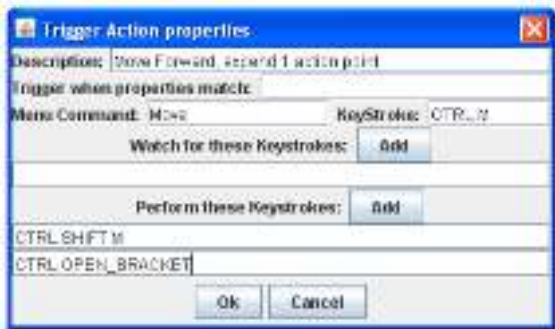 Trigger Action properties
Description: Move Forward, expend 1 action point
Trigger when properties match:
Menu Command: Move KeyStroke: CTRL M
Watch for these Keystrokes: Add
Perform these Keystrokes: Add
CTRL SHIFT M
CTRL OPEN_BRACKET
Ok Cancel